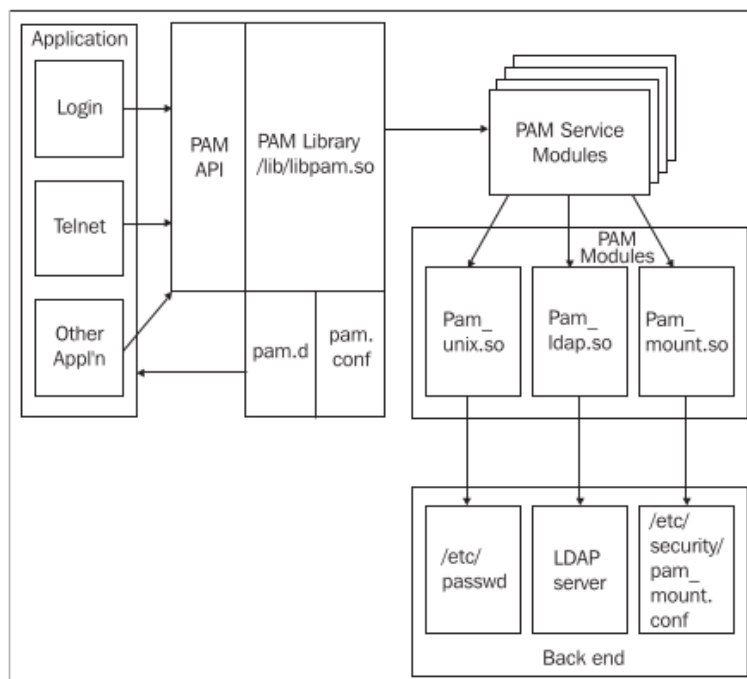 Application
Login
Telnet
Other
Appl'n
PAM
API
PAM Library
/lib/libpam.so
pam.d
pam.
conf
PAM Service
Modules
PAM
Modules
Pam_
unix.so
Pam_
ldap.so
Pam_
mount.so
/etc/
passwd
LDAP
server
/etc/
security/
pam_
mount.
conf
Back end